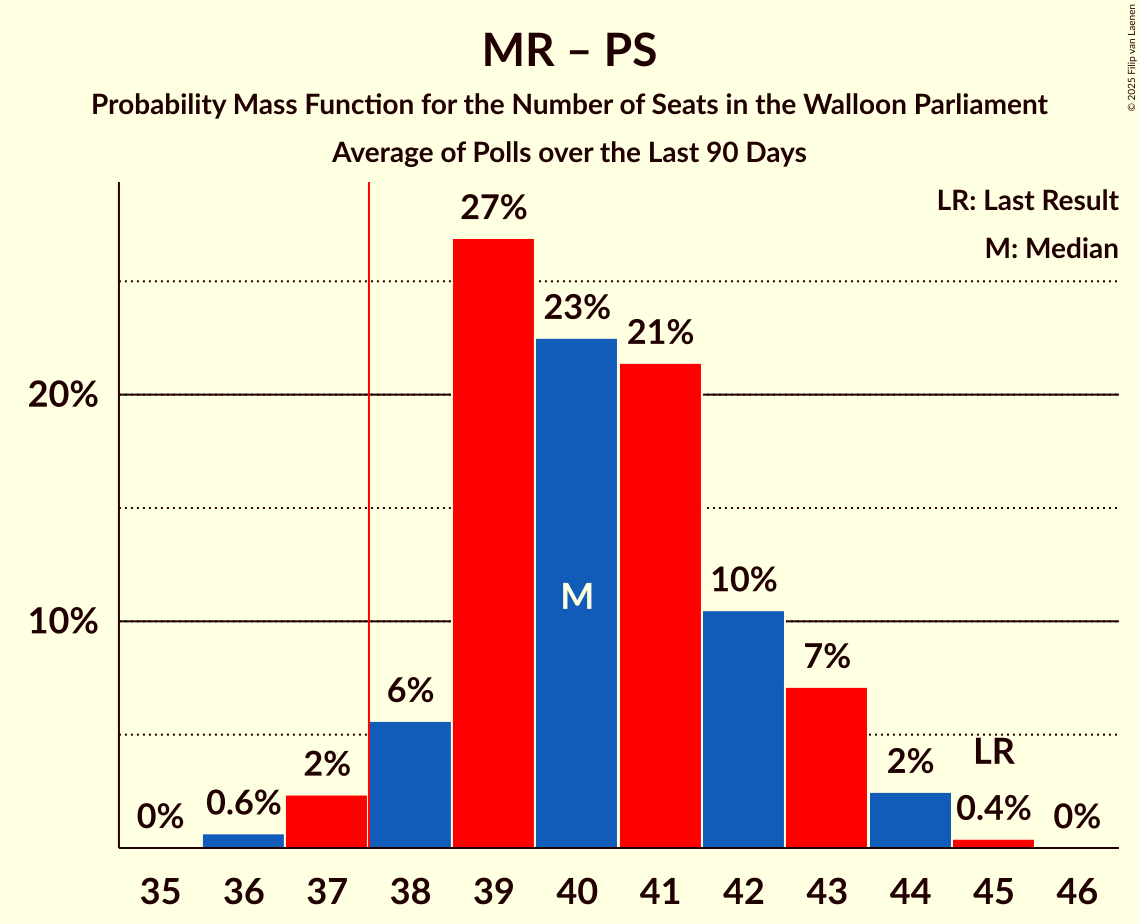 MR – PS
Probability Mass Function for the Number of Seats in the Walloon Parliament
Average of Polls over the Last 90 Days
© 2025 Filip van Laenen
LR: Last Result
M: Median
20%
10%
0%
0.6%
2%
6%
27%
23%
21%
10%
7%
2%
0.4%
0%
M
LR
35 36 37 38 39 40 41 42 43 44 45 46